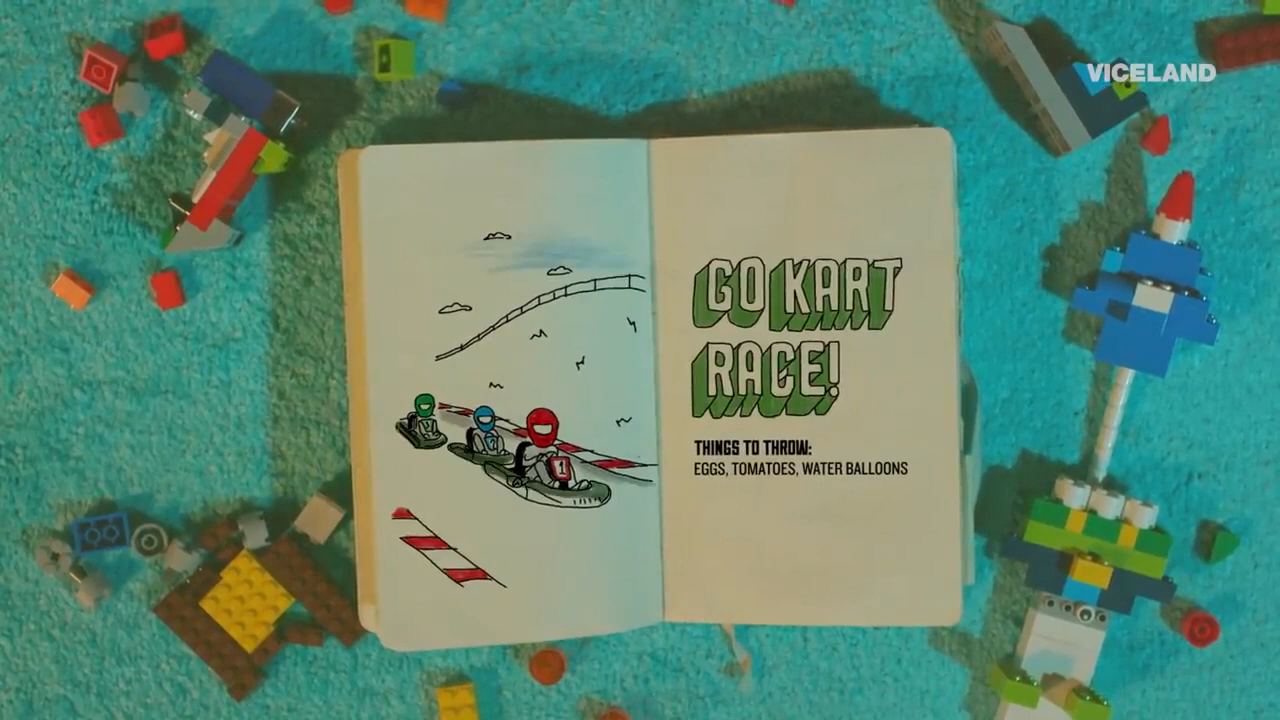 VICELAND
GO KART
RACE!
THINGS TO THROW:
EGGS, TOMATOES, WATER BALLOONS
1